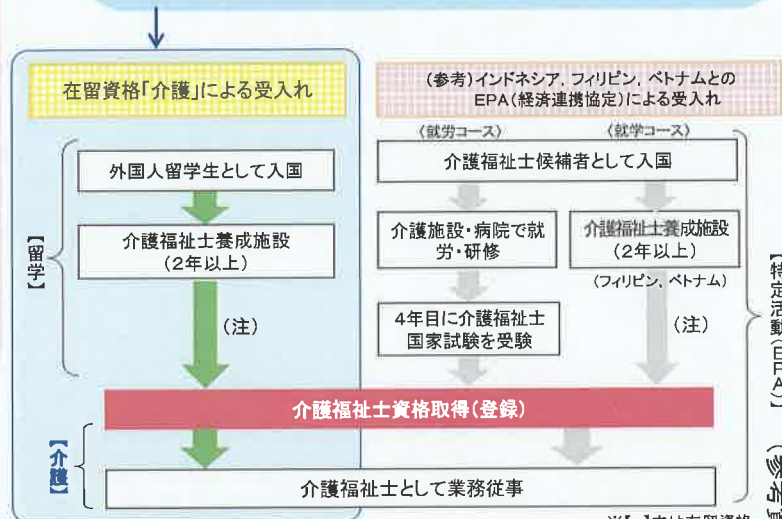 在留資格「介護」による受入れ
(参考)インドネシア,フィリピン,ベトナムとの
EPA(経済連携協定)による受入れ
〈就労コース〉
〈就学コース〉
外国人留学生として入国
介護福祉士候補者として入国
【留学】
介護福祉士養成施設
(2年以上)
介護施設・病院で就
労・研修
介護福祉士養成施設
(2年以上)
(フィリピン,ベトナム)
(注)
4年目に介護福祉士
国家試験を受験
(注)
【特定活動(EPA)】
介護福祉士資格取得(登録)
【介護】
介護福祉士として業務従事
(参考